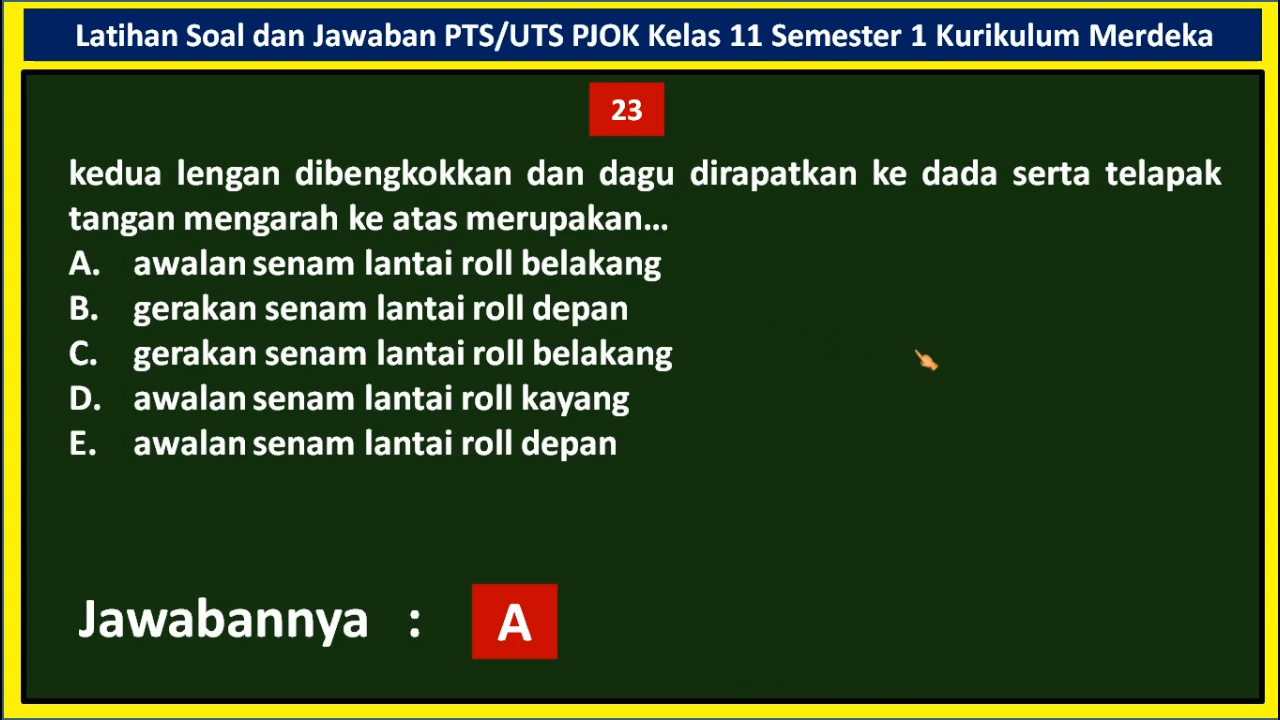 Latihan Soal dan Jawaban PTS/UTS PJOK Kelas 11 Semester 1 Kurikulum Merdeka
23
kedua lengan dibengkokkan dan dagu dirapatkan ke dada serta telapak
tangan mengarah ke atas merupakan...
A. awalan senam lantai roll belakang
B. gerakan senam lantai roll depan
C. gerakan senam lantai roll belakang
D. awalan senam lantai roll kayang
E. awalan senam lantai roll depan
Jawabannya : A